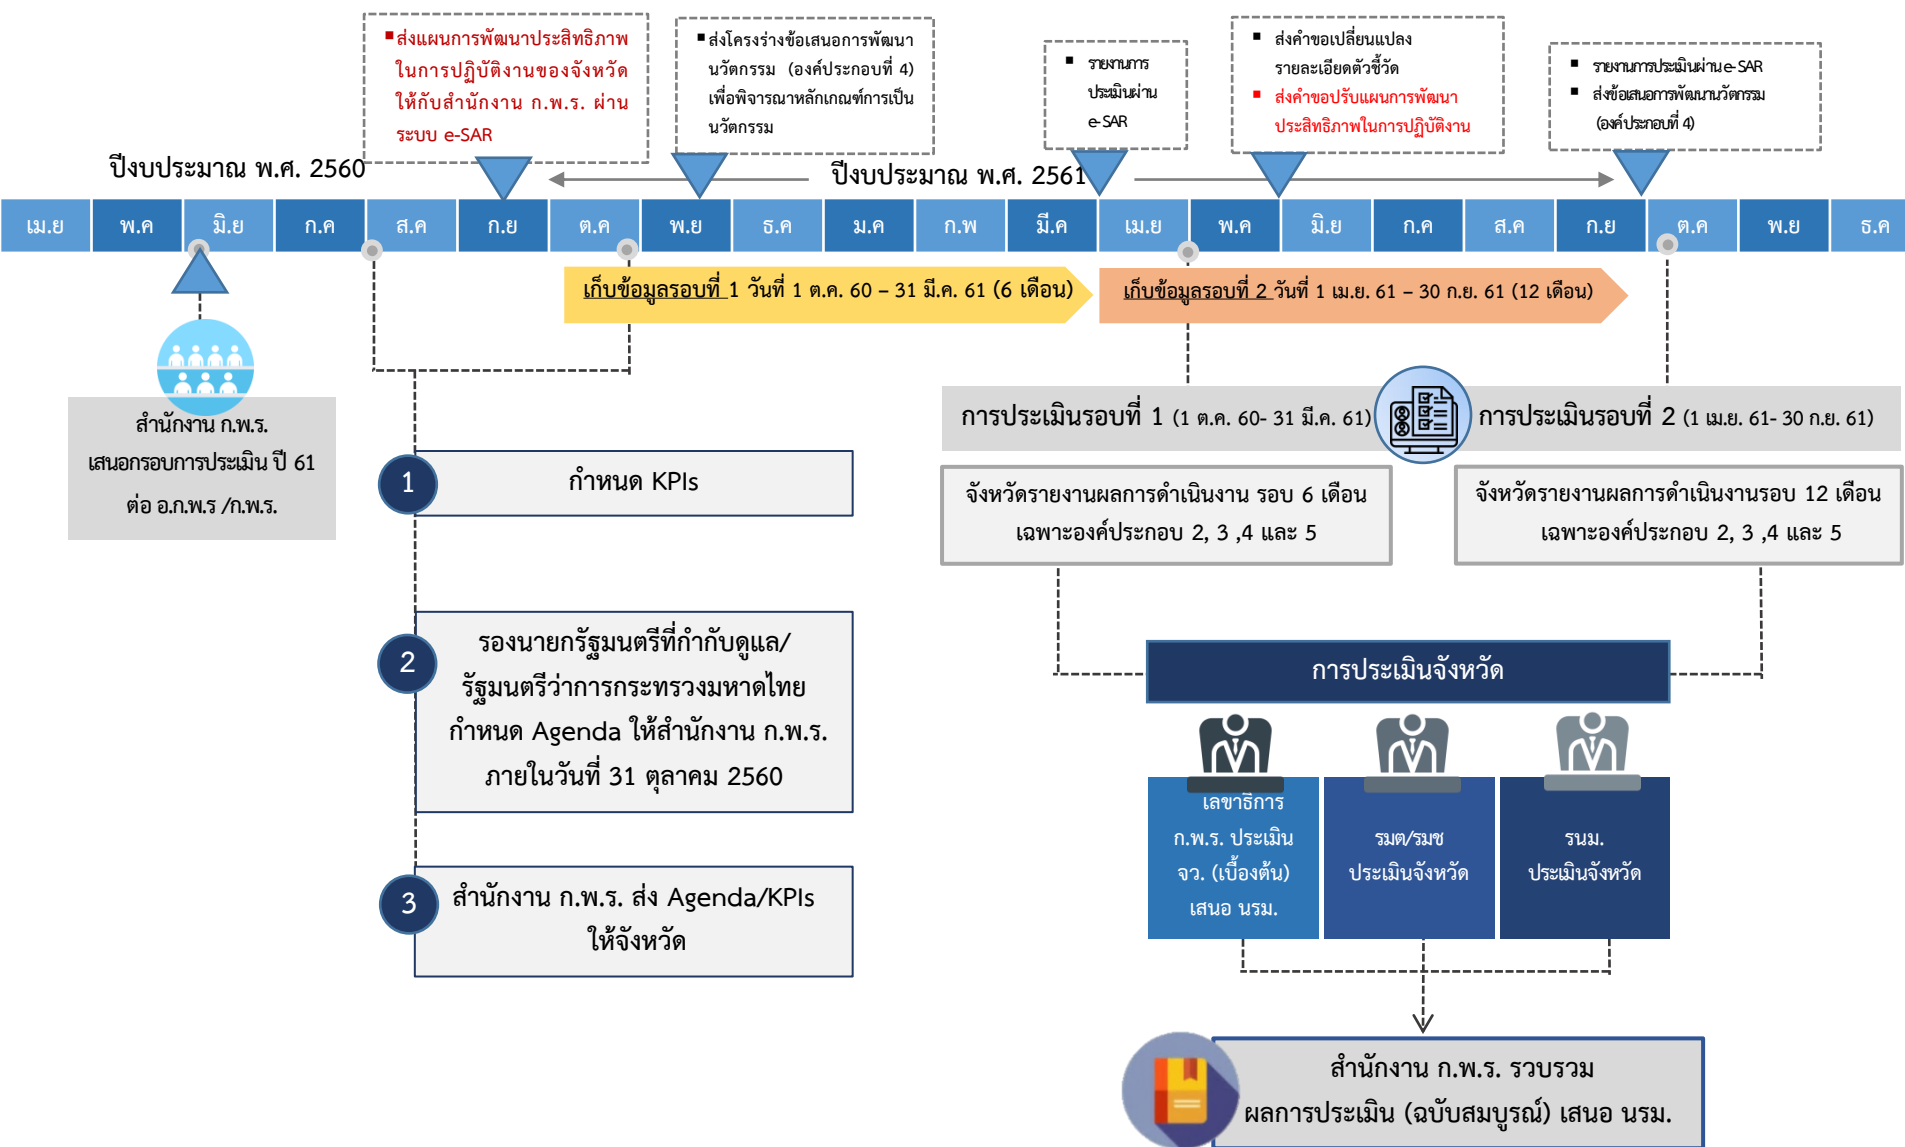 ▪ส่งแผนการพัฒนาประสิทธิภาพ
ในการปฏิบัติงานของจังหวัด
ให้กับสำนักงาน ก.พ.ร. ผ่าน
ระบบ e-SAR
▪ส่งโครงร่างข้อเสนอการพัฒนา
นวัตกรรม (องค์ประกอบที่ 4)
เพื่อพิจารณาหลักเกณฑ์การเป็น
นวัตกรรม
▪ รายงานการ
ประเมินผ่าน
e-SAR
▪ ส่งคำขอเปลี่ยนแปลง
รายละเอียดตัวชี้วัด
▪ ส่งคำขอปรับแผนการพัฒนา
ประสิทธิภาพในการปฏิบัติงาน
▪ รายงานการประเมินผ่าน e-SAR
▪ ส่งข้อเสนอการพัฒนานวัตกรรม
(องค์ประกอบที่ 4)
ปีงบประมาณ พ.ศ. 2560
ปีงบประมาณ พ.ศ. 2561
เม.ย พ.ค มิ.ย ก.ค ส.ค ก.ย ต.ค พ.ย ธ.ค ม.ค ก.พ มี.ค เม.ย พ.ค มิ.ย ก.ค ส.ค ก.ย ต.ค พ.ย ธ.ค
เก็บข้อมูลรอบที่ 1 วันที่ 1 ต.ค. 60 – 31 มี.ค. 61 (6 เดือน)
เก็บข้อมูลรอบที่ 2 วันที่ 1 เม.ย. 61 – 30 ก.ย. 61 (12 เดือน)
สำนักงาน ก.พ.ร.
เสนอกรอบการประเมิน ปี 61
ต่อ อ.ก.พ.ร /ก.พ.ร.
1
กำหนด KPIs
2
รองนายกรัฐมนตรีที่กำกับดูแล/
รัฐมนตรีว่าการกระทรวงมหาดไทย
กำหนด Agenda ให้สำนักงาน ก.พ.ร.
ภายในวันที่ 31 ตุลาคม 2560
3
สำนักงาน ก.พ.ร. ส่ง Agenda/KPIs
ให้จังหวัด
การประเมินรอบที่ 1 (1 ต.ค. 60- 31 มี.ค. 61)
การประเมินรอบที่ 2 (1 เม.ย. 61- 30 ก.ย. 61)
จังหวัดรายงานผลการดำเนินงาน รอบ 6 เดือน
เฉพาะองค์ประกอบ 2, 3 ,4 และ 5
จังหวัดรายงานผลการดำเนินงานรอบ 12 เดือน
เฉพาะองค์ประกอบ 2, 3 ,4 และ 5
การประเมินจังหวัด
เลขาธิการ
ก.พ.ร. ประเมิน
จว. (เบื้องต้น)
เสนอ นรม.
รมต/รมช
ประเมินจังหวัด
รนม.
ประเมินจังหวัด
สำนักงาน ก.พ.ร. รวบรวม
ผลการประเมิน (ฉบับสมบูรณ์) เสนอ นรม.